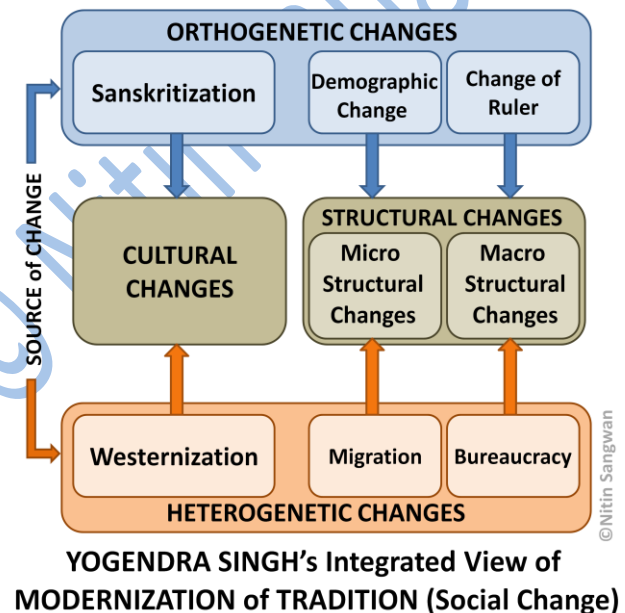 ORTHOGENETIC CHANGES
Sanskritization
Demographic
Change
Change of
Ruler
SOURCE of CHANGE
CULTURAL
CHANGES
STRUCTURAL CHANGES
Micro
Structural
Changes
Macro
Structural
Changes
Westernization
Migration
Bureaucracy
HETEROGENETIC CHANGES
©Nitin Sangwan
YOGENDRA SINGH's Integrated View of
MODERNIZATION of TRADITION (Social Change)